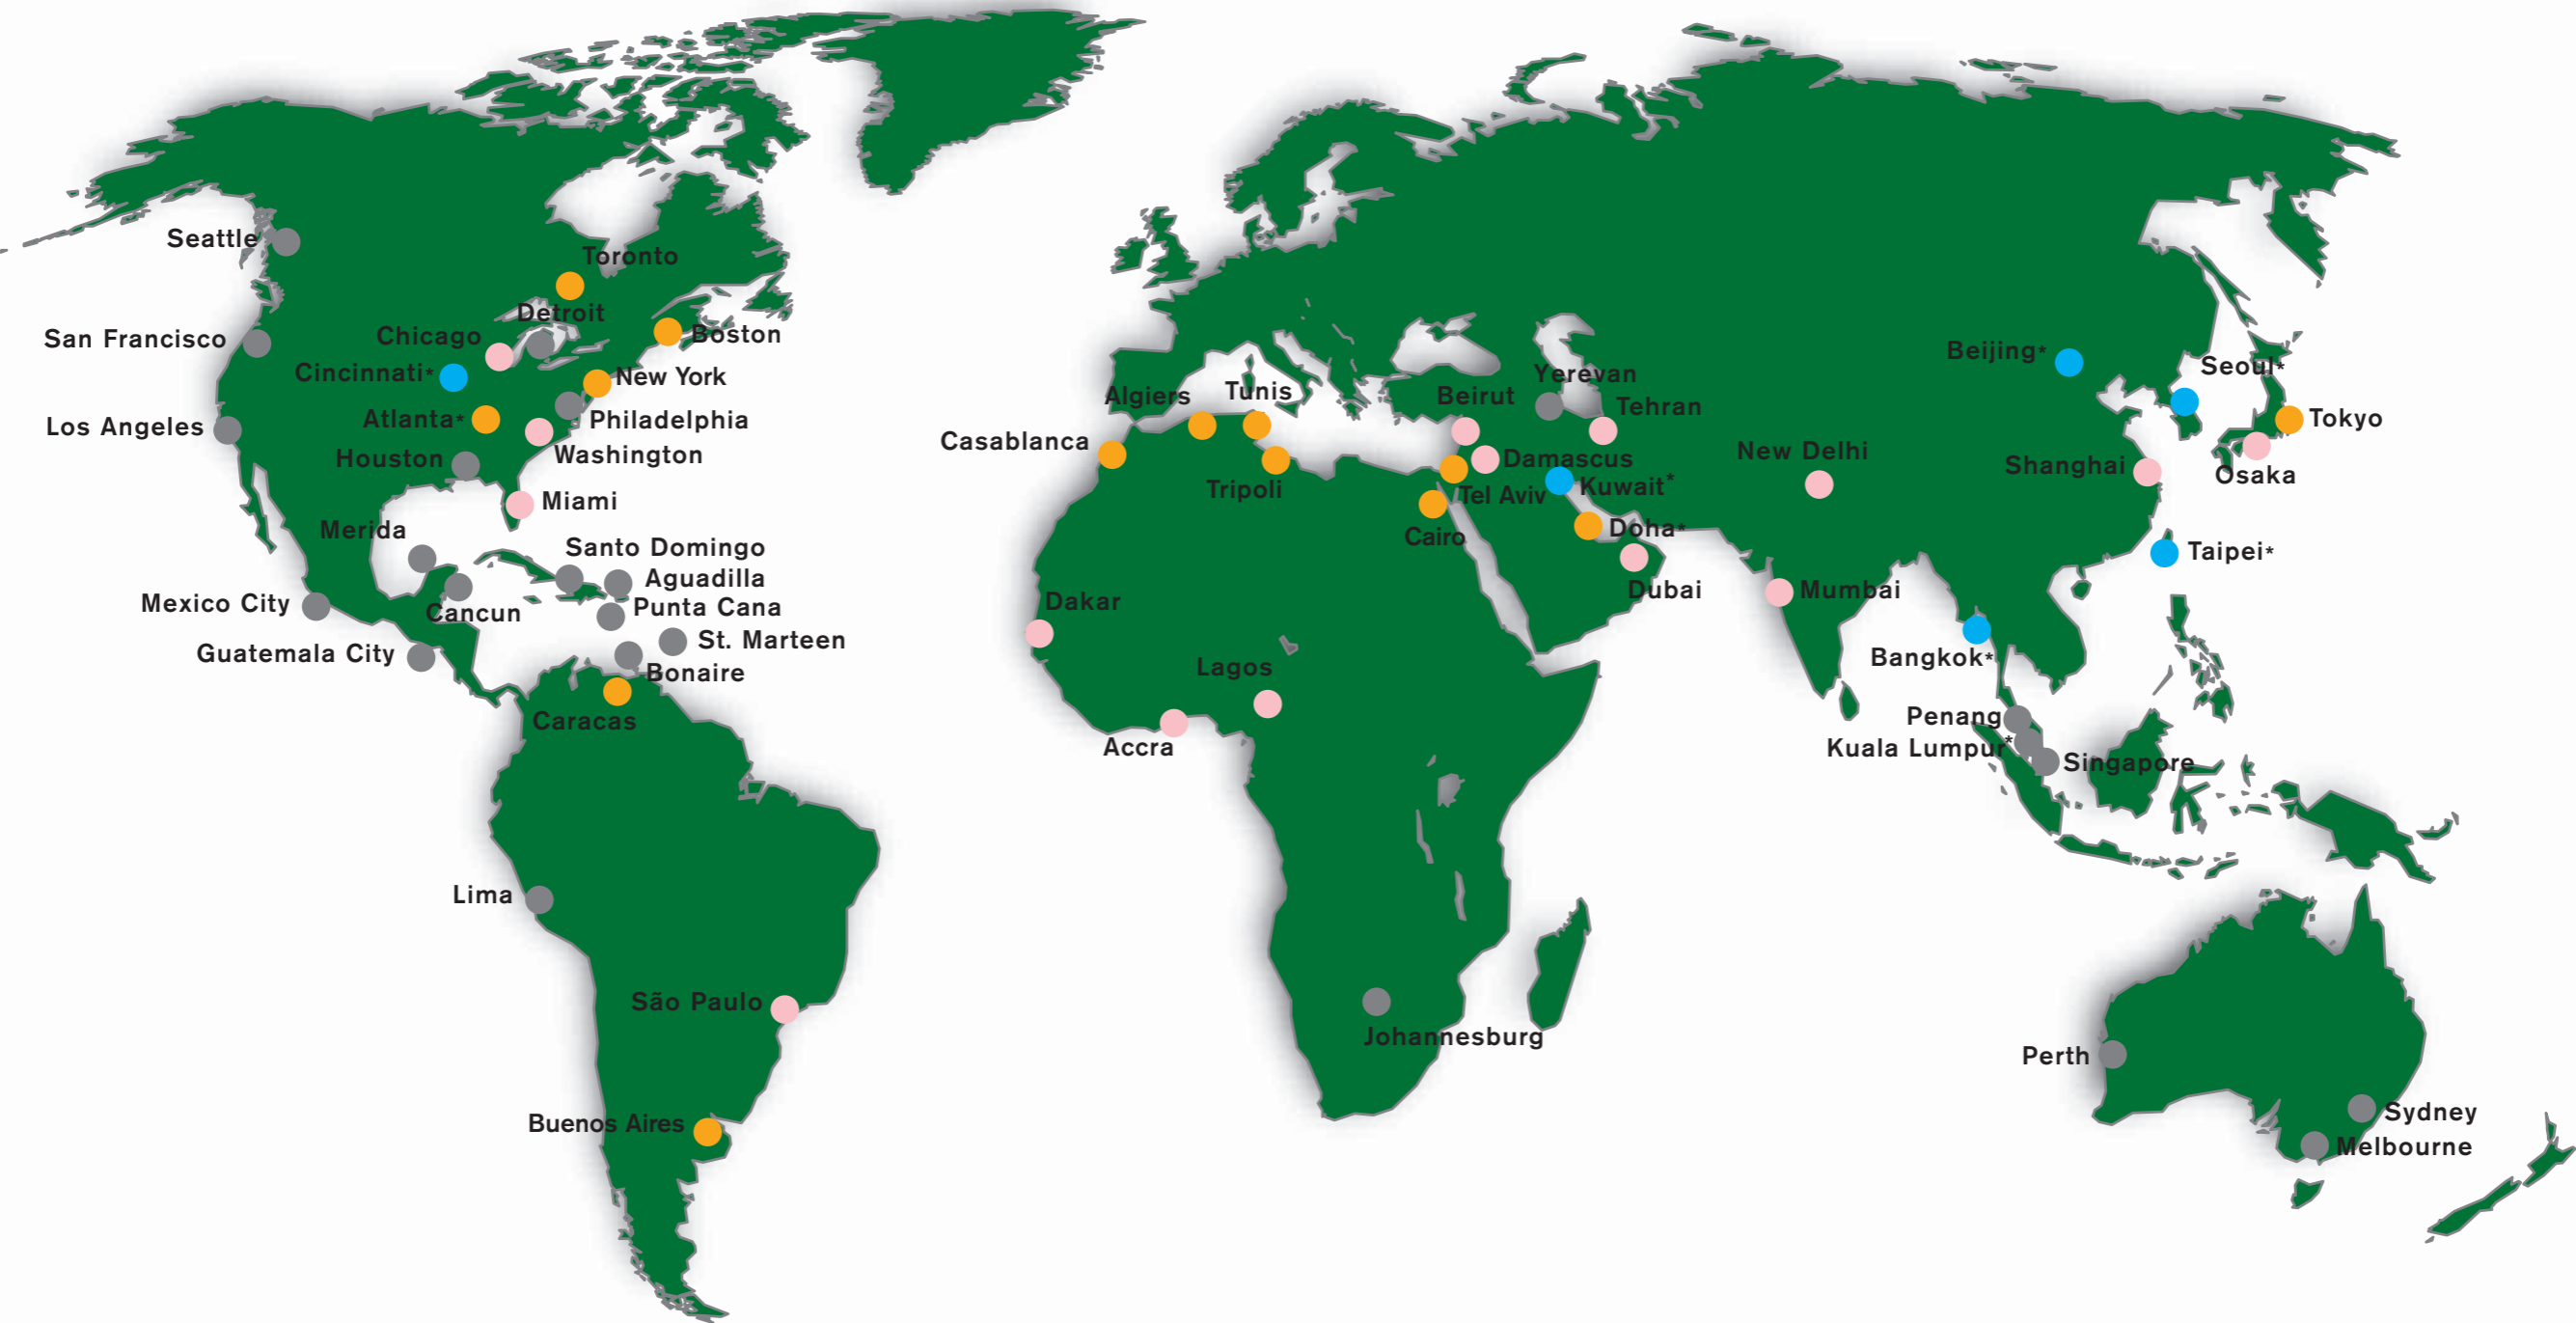 Seattle
Toronto
Detroit
Boston
Chicago
San Francisco
Cincinnati*
New York
Atlanta*
Philadelphia
Los Angeles
Washington
Houston
Miami
Merida
Santo Domingo
Aguadilla
Mexico City
Cancun
Punta Cana
St. Marteen
Guatemala City
Bonaire
Caracas
Lima
São Paulo
Buenos Aires
Algiers
Tunis
Casablanca
Tripoli
Beirut
Yerevan
Tehran
Damascus
Tel Aviv
Kuwait*
Cairo
Doha*
Dubai
Dakar
Lagos
Accra
Johannesburg
New Delhi
Mumbai
Beijing*
Seoul*
Tokyo
Shanghai
Osaka
Taipei*
Bangkok*
Penang
Kuala Lumpur*
Singapore
Perth
Sydney
Melbourne